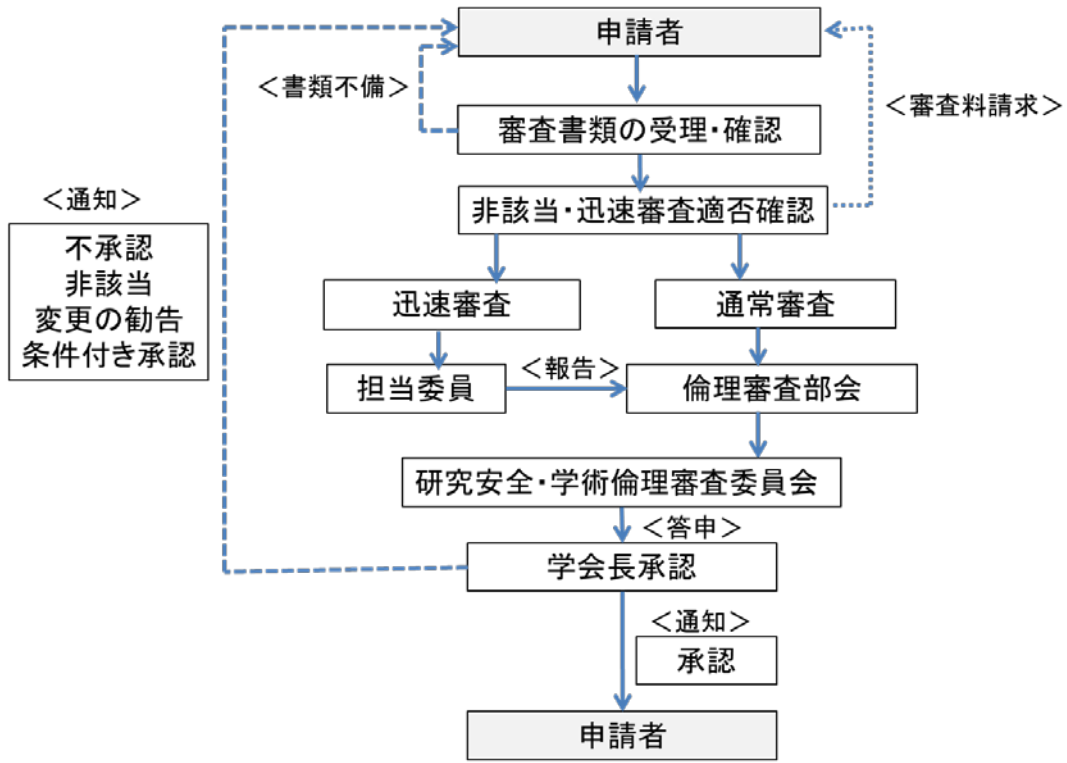 申請者
＜書類不備＞
＜審査料請求＞
審査書類の受理・確認
＜通知＞
非該当・迅速審査適否確認
不承認
非該当
変更の勧告
条件付き承認
迅速審査
通常審査
担当委員
＜報告＞
倫理審査部会
研究安全・学術倫理審査委員会
＜答申＞
学会長承認
＜通知＞
承認
申請者